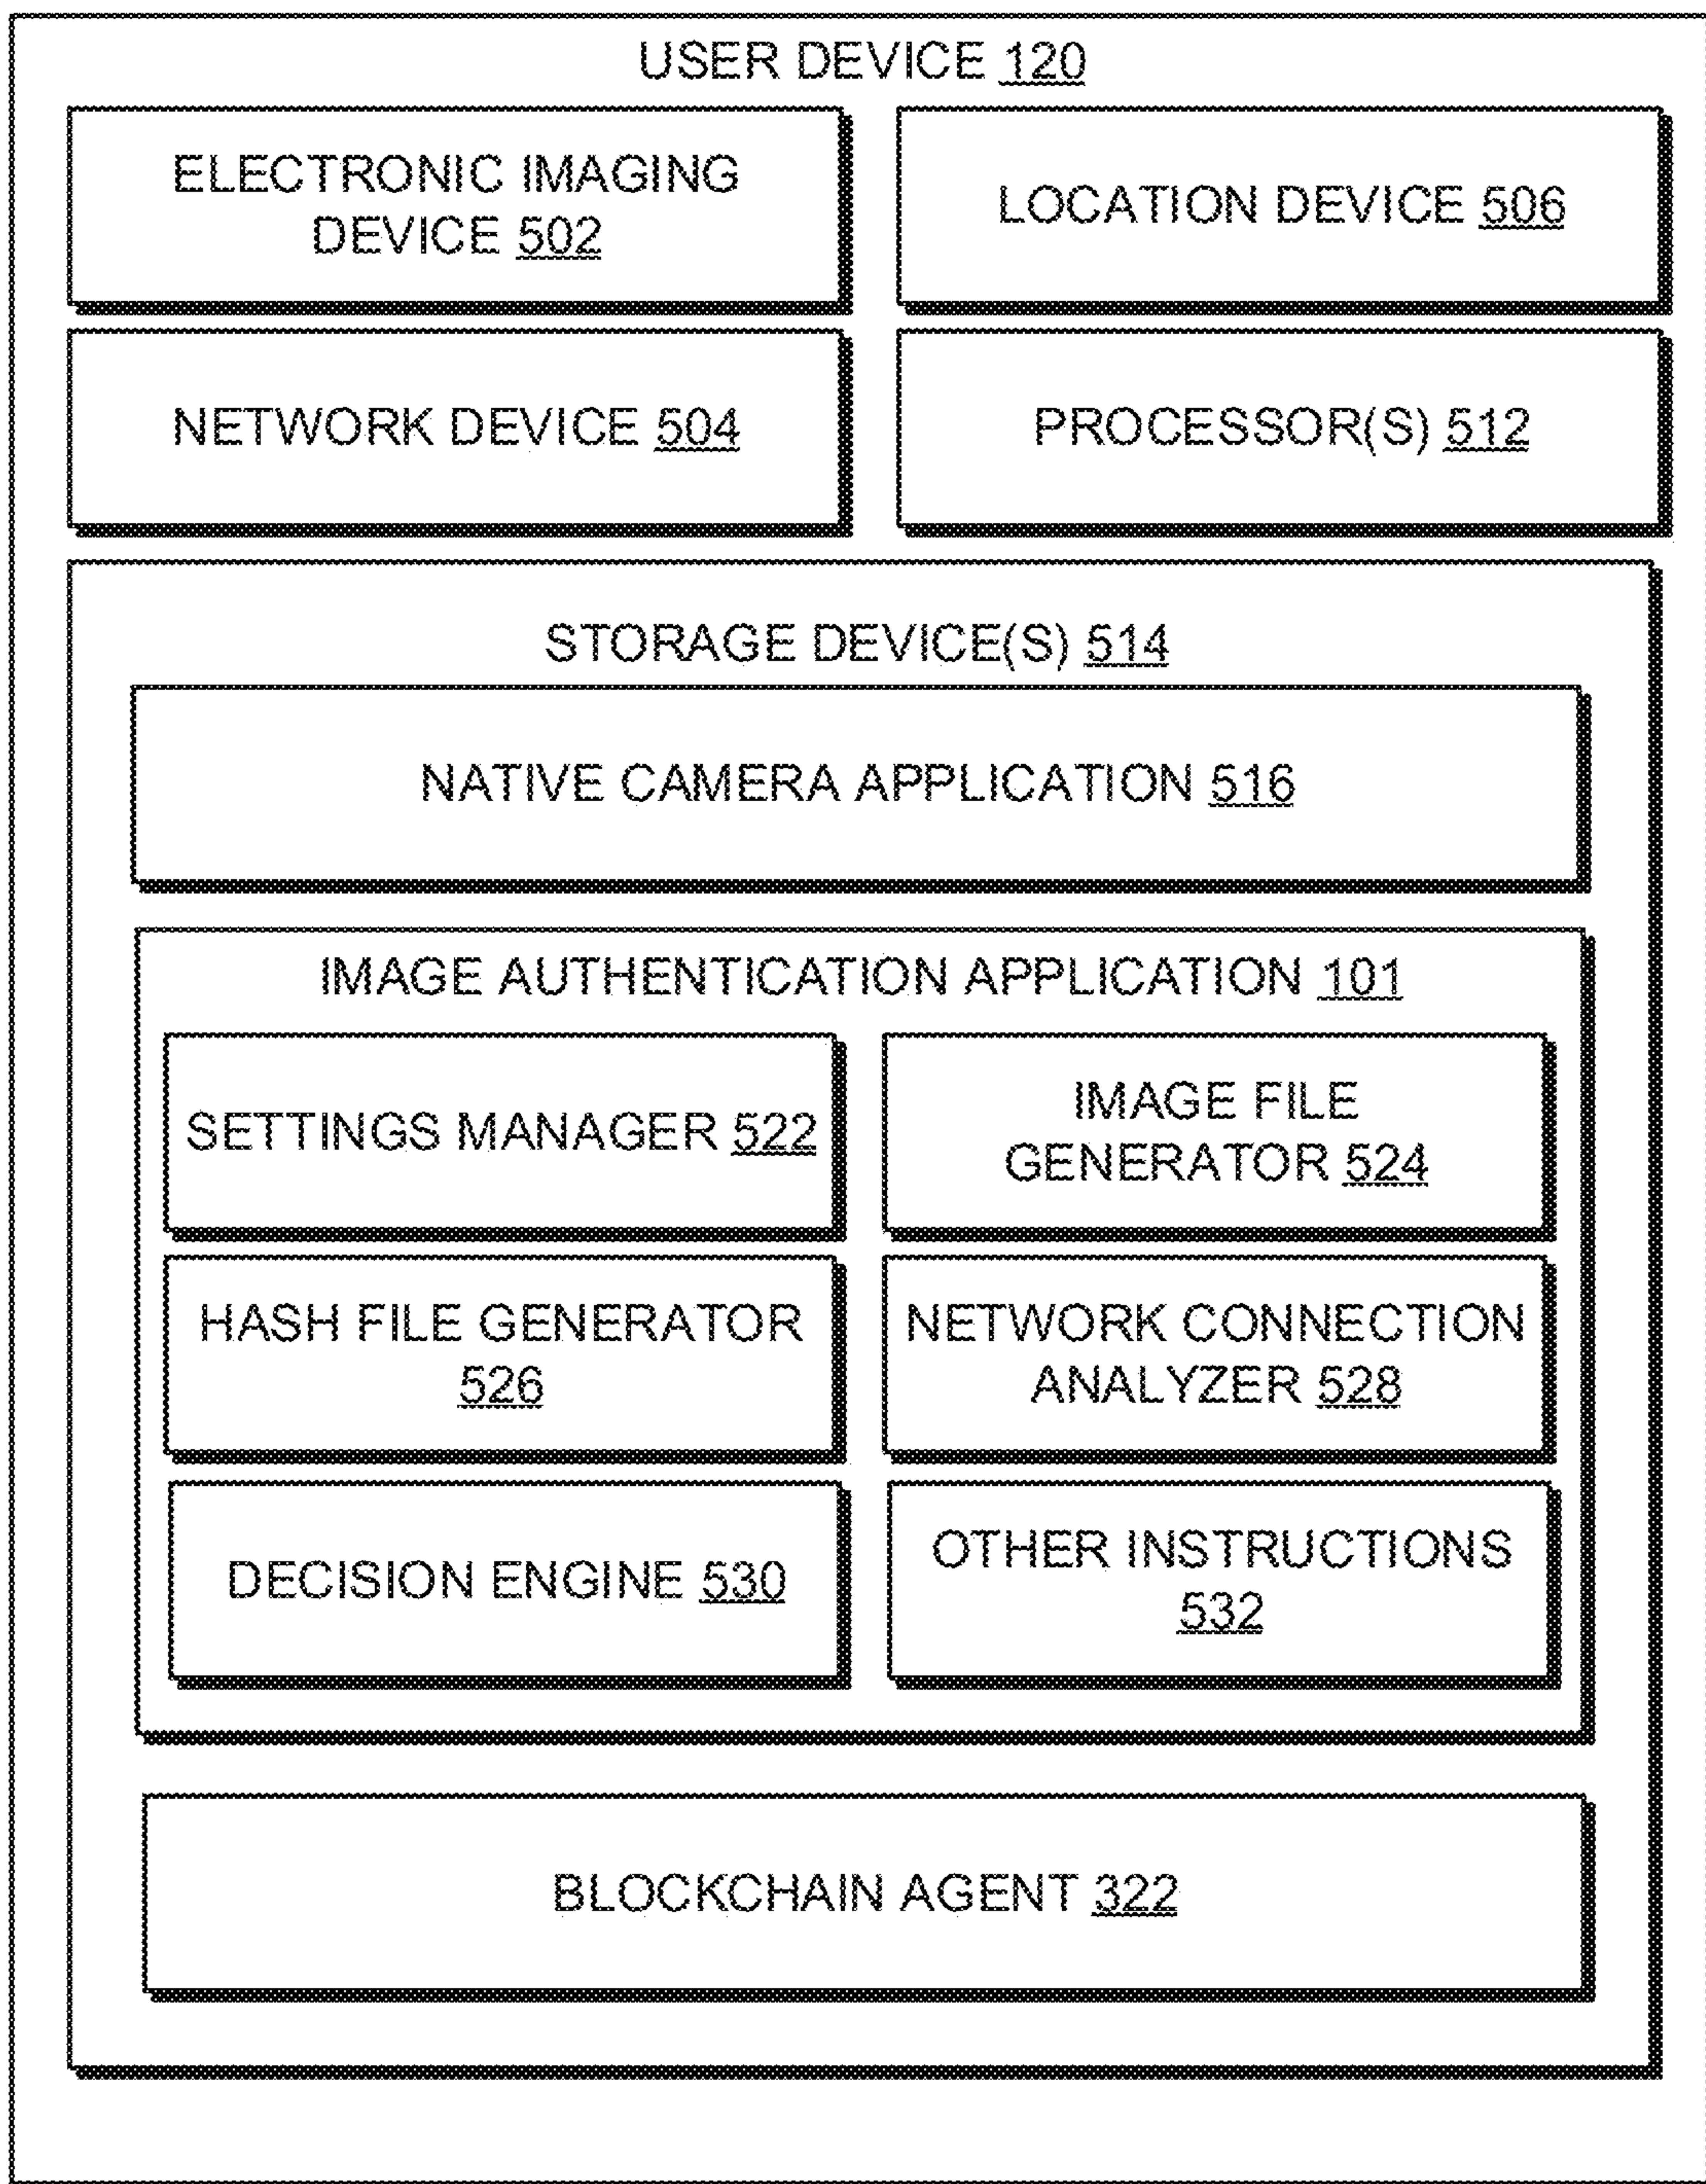 USER DEVICE 120
ELECTRONIC IMAGING
DEVICE 502
LOCATION DEVICE 506
NETWORK DEVICE 504
PROCESSOR(S) 512
STORAGE DEVICE(S) 514
NATIVE CAMERA APPLICATION 516
IMAGE AUTHENTICATION APPLICATION 101
SETTINGS MANAGER 522
IMAGE FILE
GENERATOR 524
HASH FILE GENERATOR
526
NETWORK CONNECTION
ANALYZER 528
DECISION ENGINE 530
OTHER INSTRUCTIONS
532
BLOCKCHAIN AGENT 322